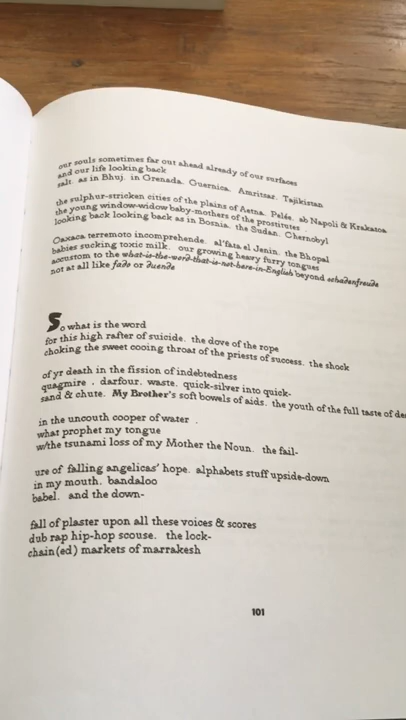 our souls sometimes far out ahead already of our surfaces
and our life looking back
salt. as in Bhuj. in Grenada. Guernica. Amritsar. Tajikistan
the sulphur-stricken cities of the plains of Aetna. Pelée. ab Napoli & Krakatoa
the young window-widow baby-mothers of the prostitutes
looking back looking back as in Bosnia. the Sudan. Chernobyl
Oaxaca terremoto incomprehende. al'fata el Jenin. the Bhopal
babies sucking toxic milk. our growing heavy furry tongues
accustom to the what-is-the-word-that-is-not-here-in-English beyond schadenfreude
not at all like fado or duende
So what is the word
for this high rafter of suicide. the dove of the rope
choking the sweet cooing throat of the priests of success. the shock
of yr death in the fission of indebtedness
quagmire . darfour. waste. quick-silver into quick-
sand & chute. My Brother's soft bowels of aids. the youth of the full taste of
in the uncouth cooper of water .
what prophet my tongue
w/the tsunami loss of my Mother the Noun. the fail-
ure of falling angelicas' hope. alphabets stuff upside-down
in my mouth. bandaloo
babel. and the down-
fall of plaster upon all these voices & scores
dub rap hip-hop scouse. the lock-
chain(ed) markets of marrakesh
101